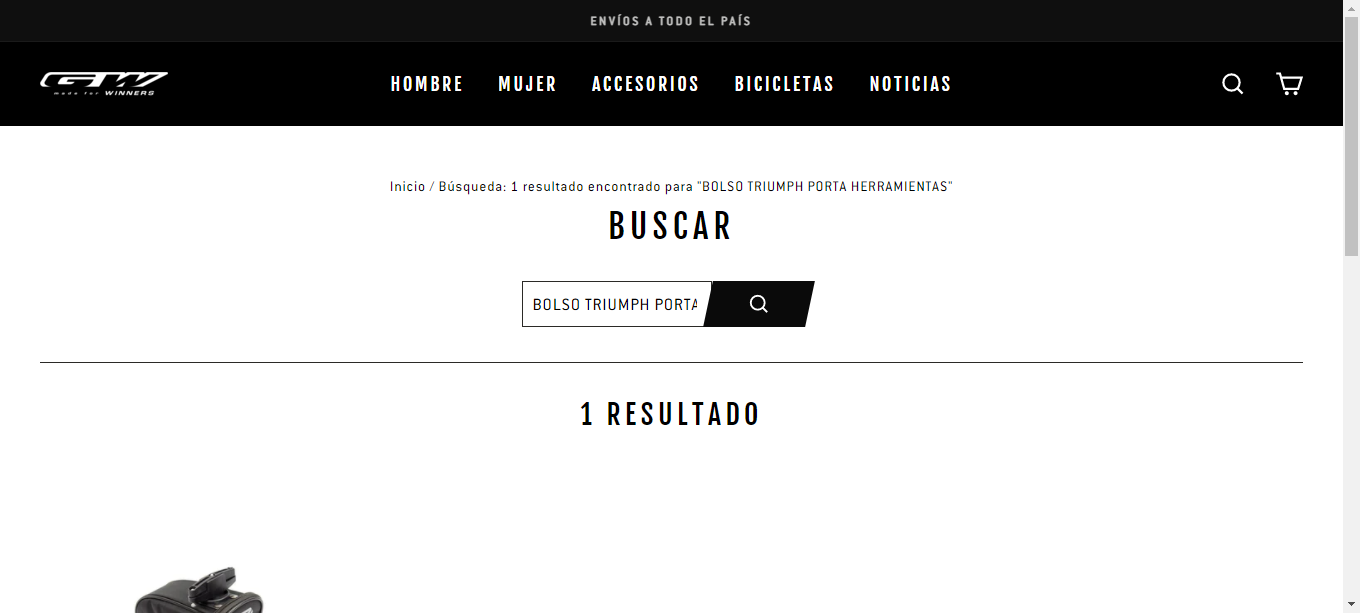 ENVÍOS A TODO EL PAÍS
GW
made for WINNERS
HOMBRE MUJER ACCESORIOS BICICLETAS NOTICIAS
Inicio / Búsqueda: 1 resultado encontrado para "BOLSO TRIUMPH PORTA HERRAMIENTAS"
BUSCAR
BOLSO TRIUMPH PORTA
1 RESULTADO